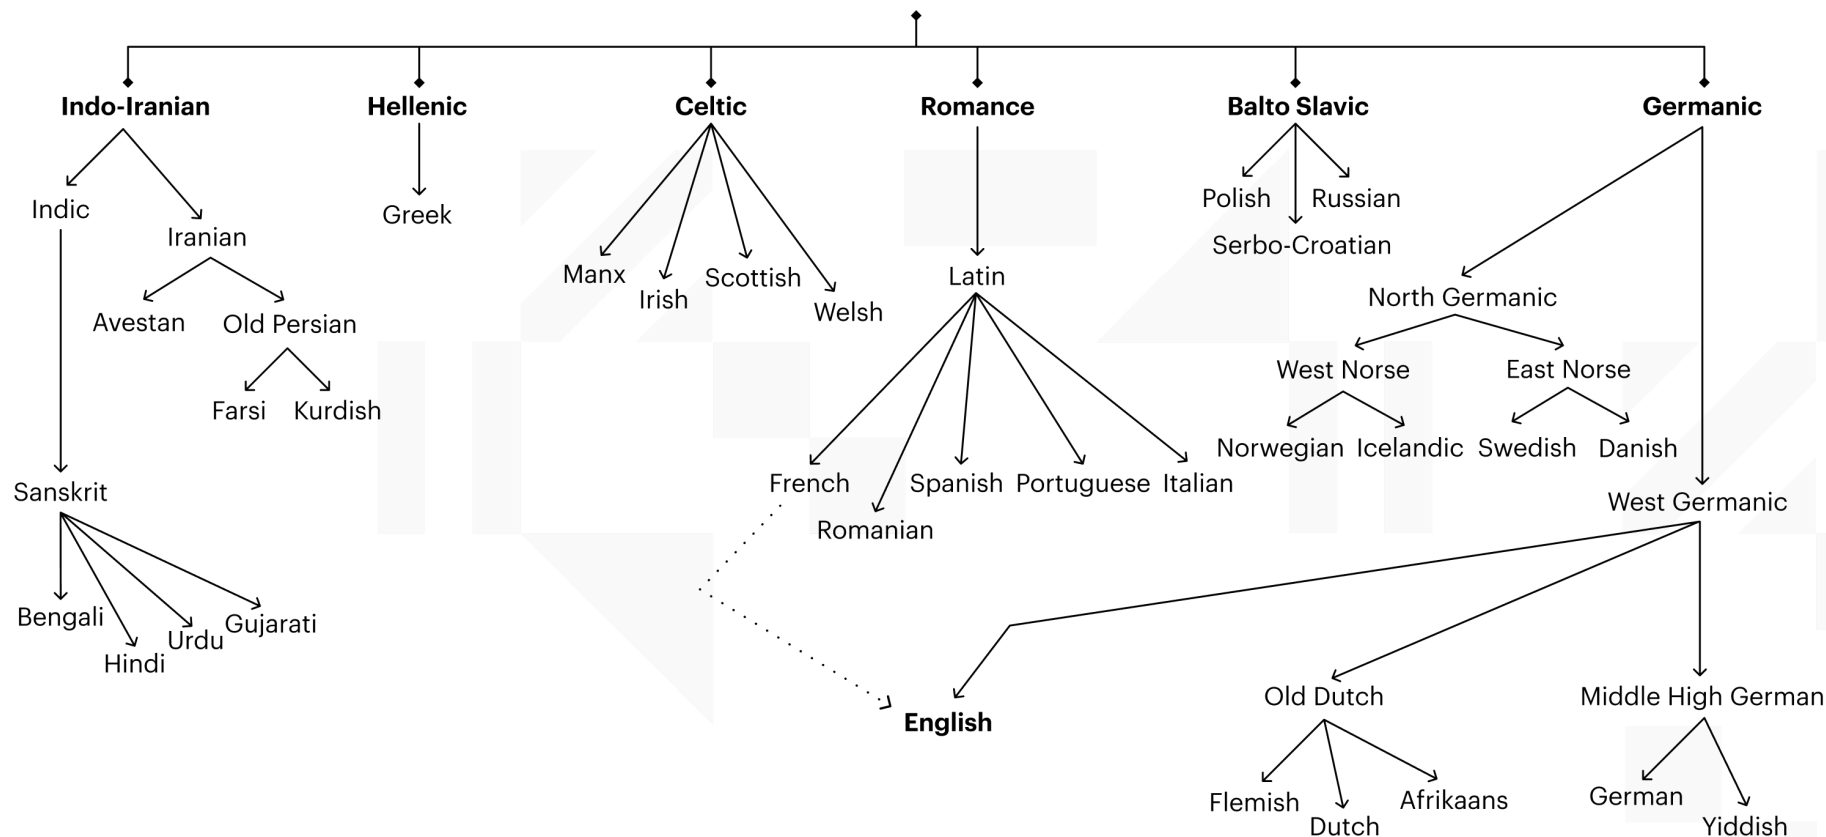 Indo-Iranian
Hellenic
Celtic
Romance
Balto Slavic
Germanic
Indic
Iranian
Avestan
Old Persian
Farsi
Kurdish
Sanskrit
Bengali
Hindi
Urdu
Gujarati
Greek
Manx
Irish
Scottish
Welsh
Latin
French
Romanian
Spanish
Portuguese
Italian
Polish
Russian
Serbo-Croatian
North Germanic
West Norse
East Norse
Norwegian
Icelandic
Swedish
Danish
West Germanic
English
Old Dutch
Middle High German
Flemish
Dutch
Afrikaans
German
Yiddish